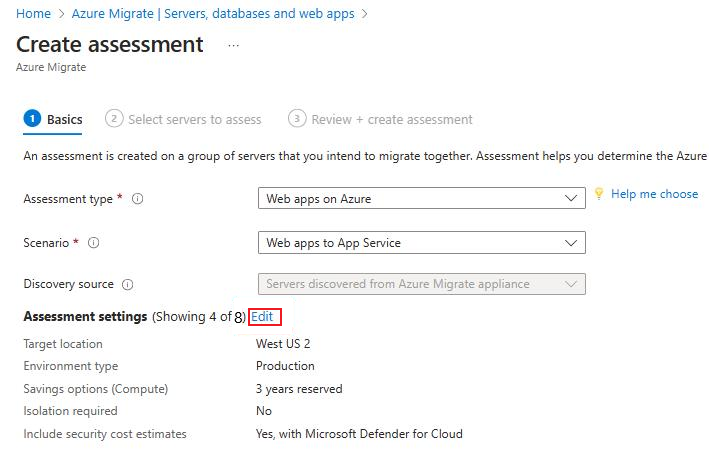 Home > Azure Migrate | Servers, databases and web apps >
Create assessment ...
Azure Migrate
1 Basics 2 Select servers to assess 3 Review + create assessment
An assessment is created on a group of servers that you intend to migrate together. Assessment helps you determine the Azure
Assessment type * Web apps on Azure Help me choose
Scenario * Web apps to App Service
Discovery source Servers discovered from Azure Migrate appliance
Assessment settings (Showing 4 of 8) Edit
Target location West US 2
Environment type Production
Savings options (Compute) 3 years reserved
Isolation required No
Include security cost estimates Yes, with Microsoft Defender for Cloud